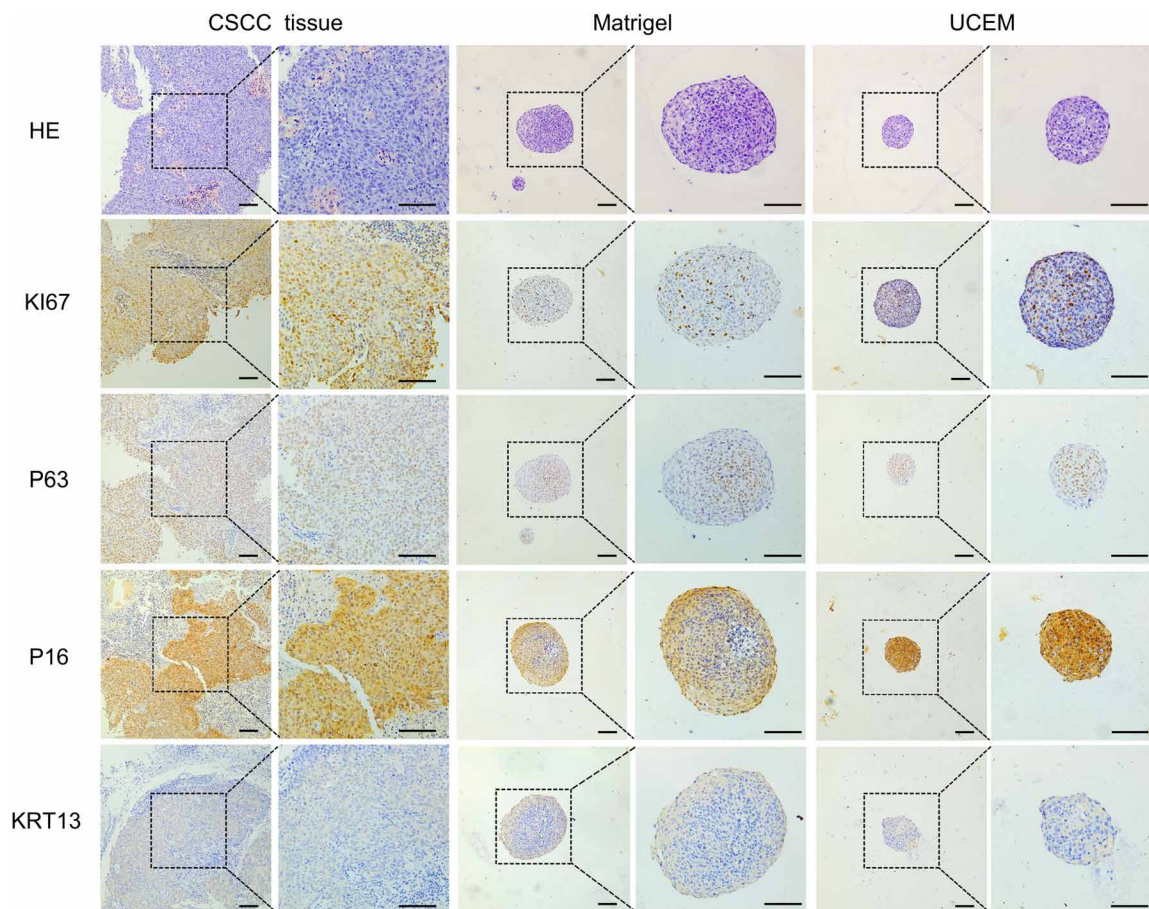 CSCC tissue Matrigel UCEM
HE
KI67
P63
P16
KRT13